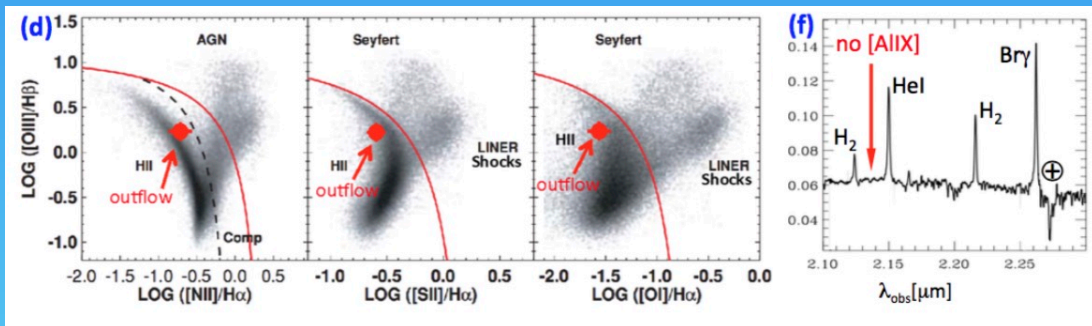 (d)
AGN
HII
outflow
Comp
LOG ([OIII]/Hβ)
1.0
0.5
0.0
-0.5
-1.0
-2.0 -1.5 -1.0 -0.5 0.0 0.5
LOG ([NII]/Hα)
Seyfert
HII
outflow
LINER
Shocks
-1.0 -0.5 0.0 0.5
LOG ([SII]/Hα)
Seyfert
HII
outflow
LINER
Shocks
-2.0 -1.5 -1.0 -0.5 0.0
LOG ([OI]/Hα)
(f)
no [AlIX]
H₂
HeI
H₂
Brγ
0.14
0.12
0.10
0.08
0.06
0.04
2.10 2.15 2.20 2.25
λobs[μm]